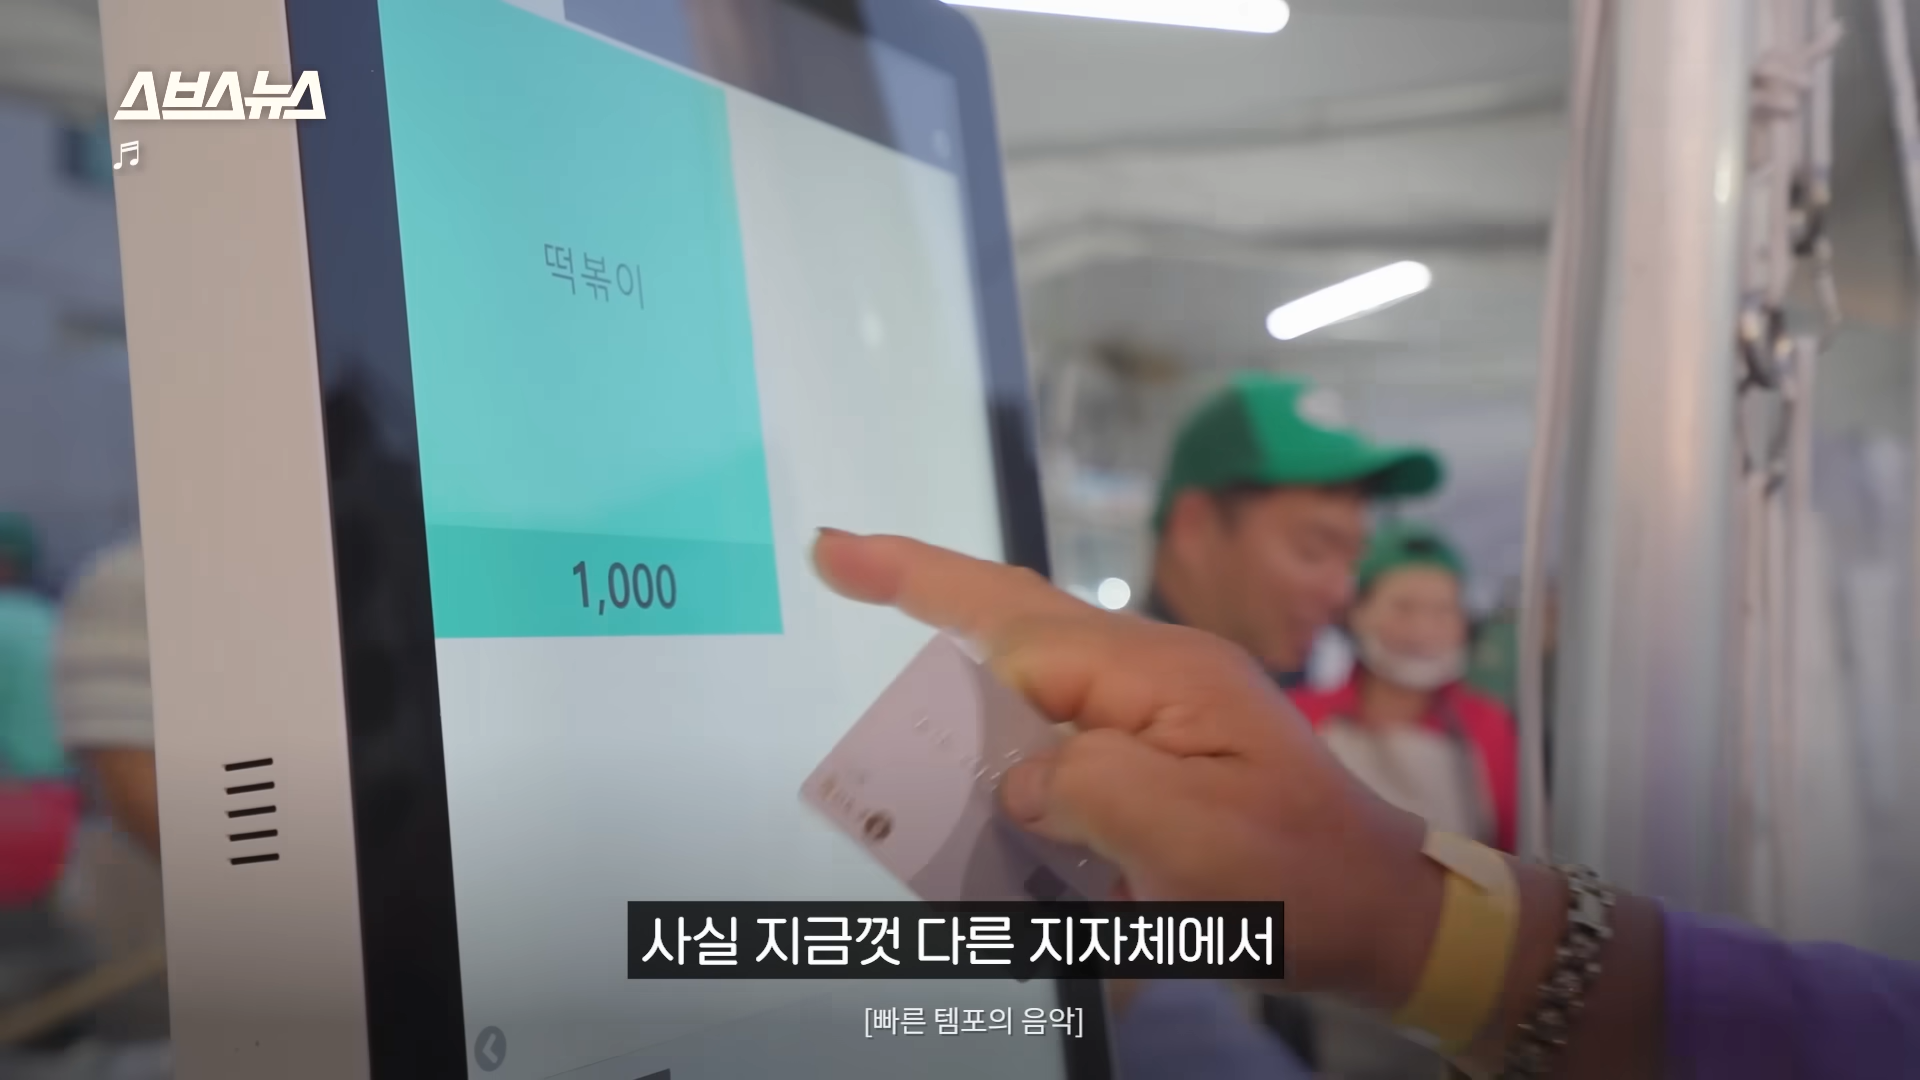 스브스뉴스
♬
떡볶이
1,000
사실 지금껏 다른 지자체에서
[빠른 템포의 음악]